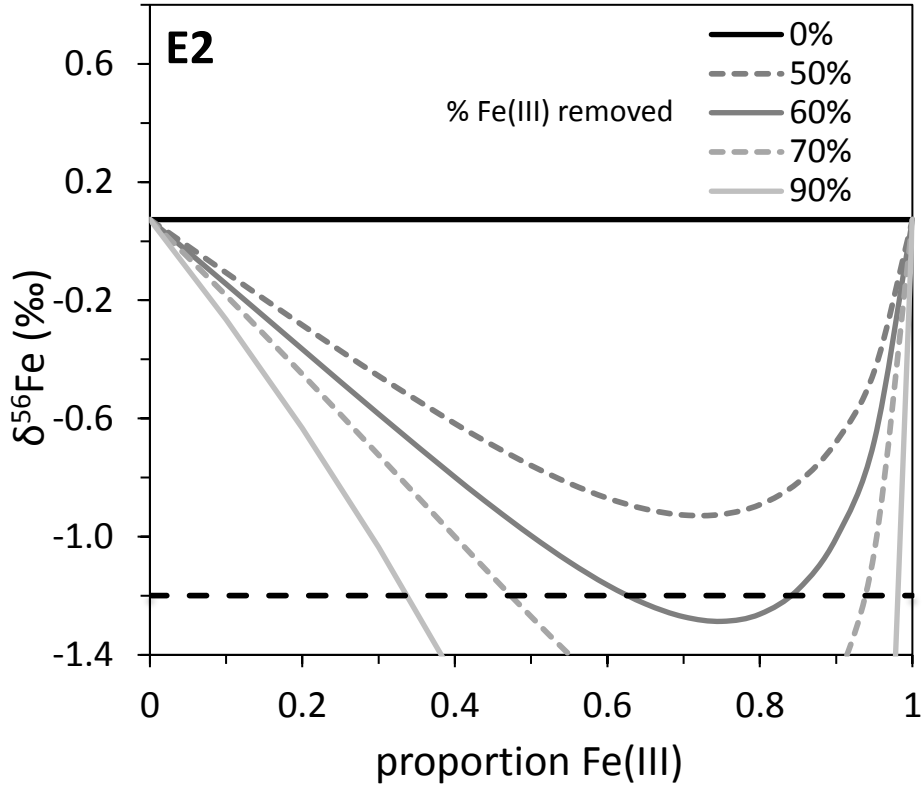 E2
0%
50%
% Fe(III) removed
60%
70%
90%
0.6
0.2
-0.2
-0.6
-1.0
-1.4
δ⁵⁶Fe (‰)
0 0.2 0.4 0.6 0.8 1
proportion Fe(III)